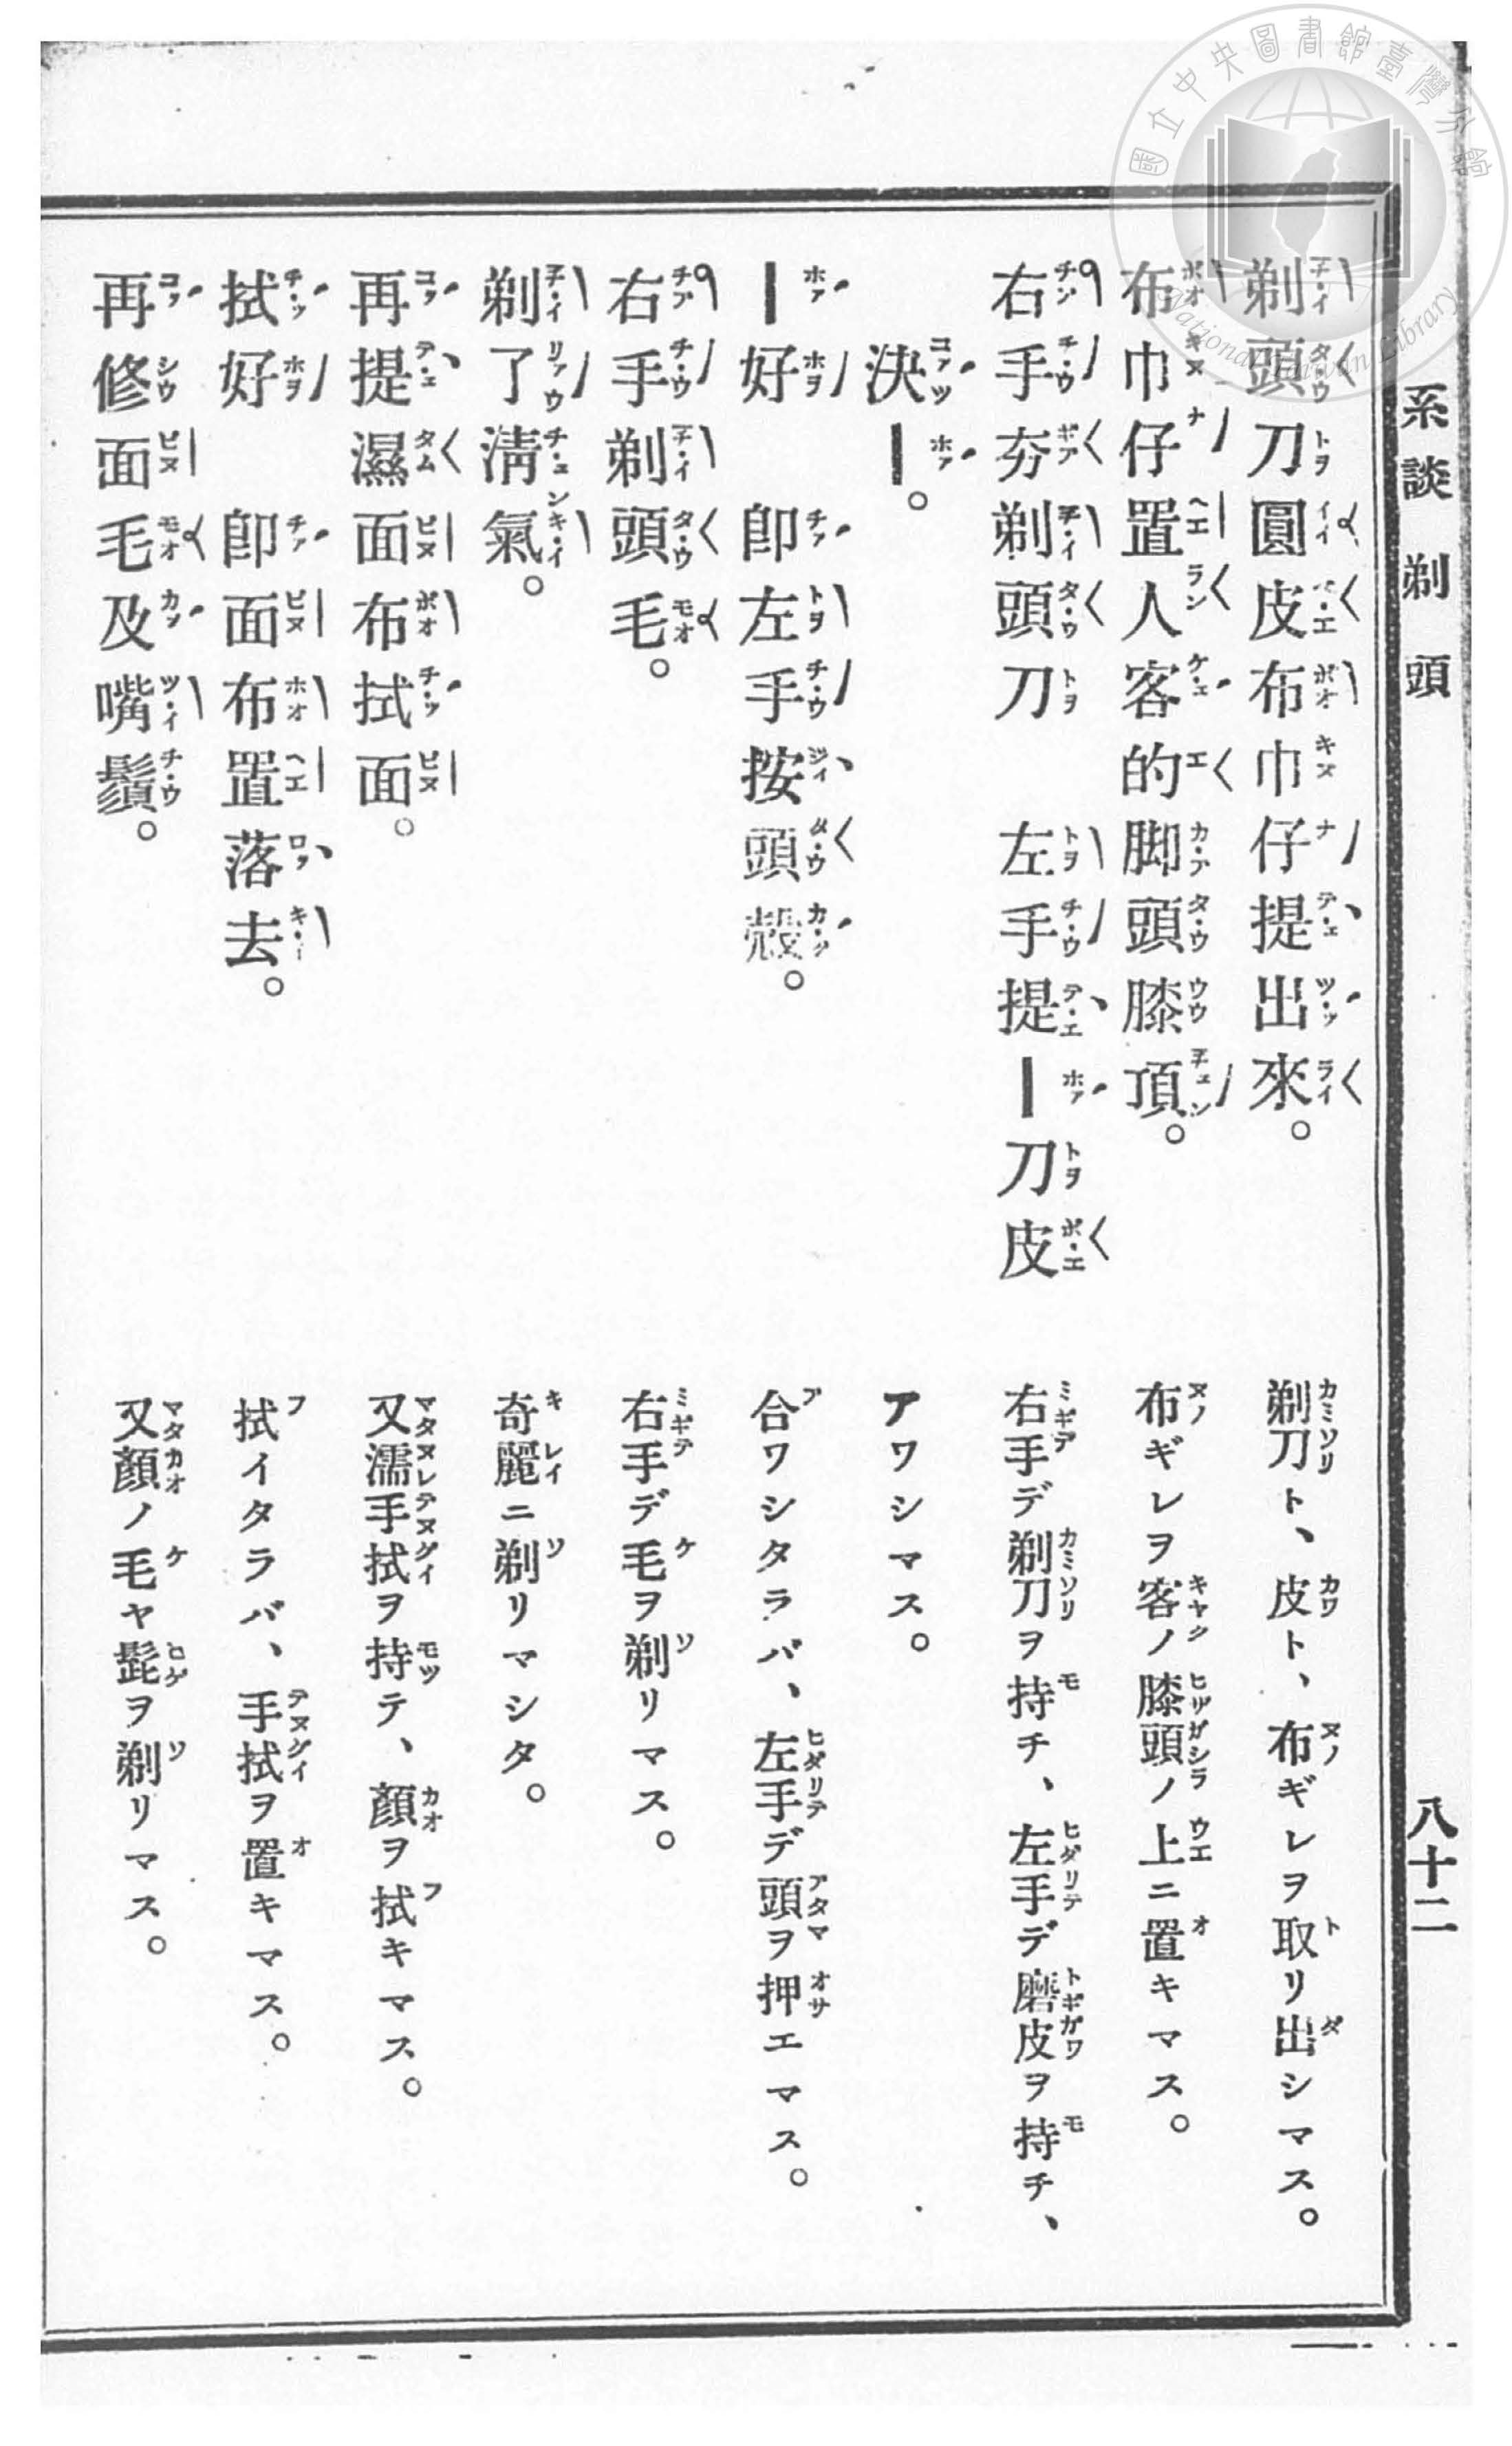 系談 剃頭 八十二
剃頭刀圓皮布巾仔提出來。
布巾仔置人客的脚頭膝頂。
右手夯剃頭刀 左手提ー刀皮
決ー。
ー好 卽左手按頭殼。
右手剃頭毛。
剃了淸氣。
再提濕面布拭面。
拭好 卽面布置落去。
再修面毛及嘴鬚。
剃刀ト、皮ト、布ギレヲ取リ出シマス。
布ギレヲ客ノ膝頭ノ上ニ置キマス。
右手デ剃刀ヲ持チ、左手デ磨皮ヲ持チ、
アワシマス。
合ワシタラバ、左手デ頭ヲ押エマス。
右手デ毛ヲ剃リマス。
奇麗ニ剃リマシタ。
又濡手拭ヲ持テ、顏ヲ拭キマス。
拭イタラバ、手拭ヲ置キマス。
又顏ノ毛ヤ髭ヲ剃リマス。
國立中央圖書館臺灣分館
National Taiwan Library